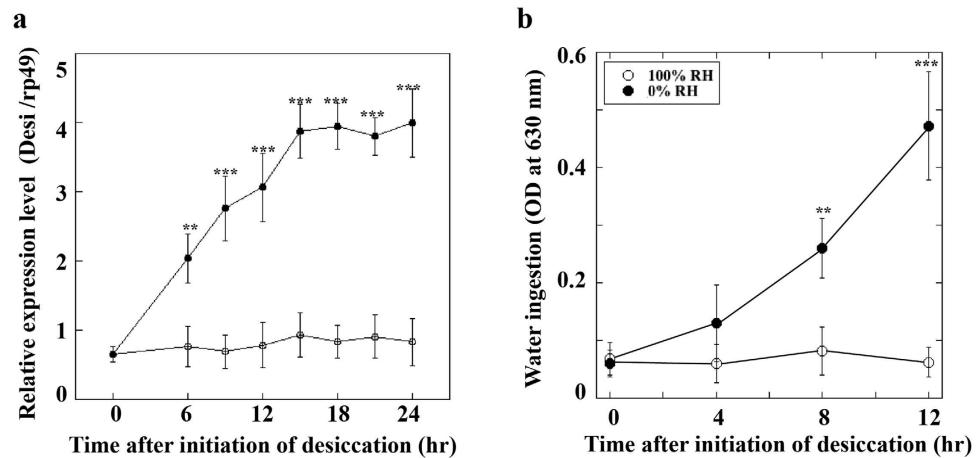 a
Relative expression level (Desi /rp49)
5
4
3
2
1
0
** *** *** *** *** *** ***
0 6 12 18 24
Time after initiation of desiccation (hr)
b
Water ingestion (OD at 630 nm)
0.6
0.4
0.2
0
100% RH
0% RH
**
***
0 4 8 12
Time after initiation of desiccation (hr)